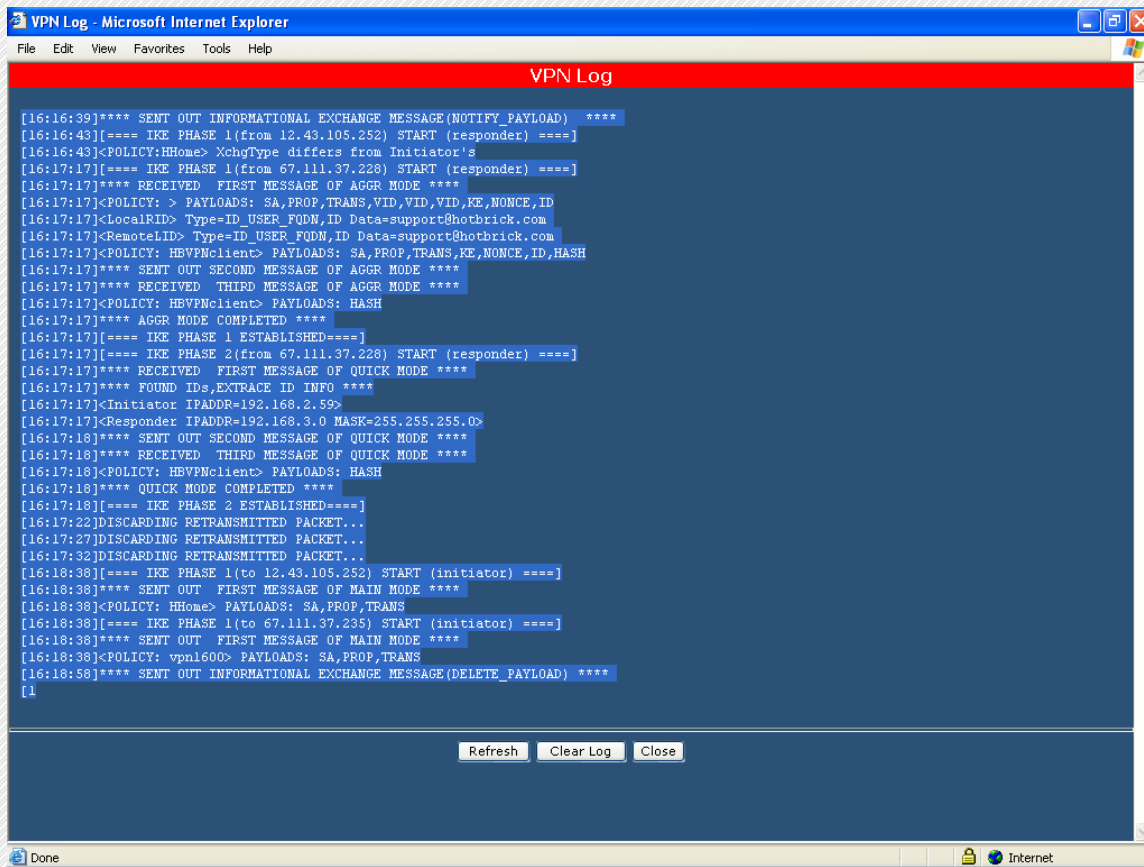 VPN Log - Microsoft Internet Explorer
File Edit View Favorites Tools Help
VPN Log
[16:16:39]**** SENT OUT INFORMATIONAL EXCHANGE MESSAGE(NOTIFY_PAYLOAD) ****
[16:16:43][==== IKE PHASE 1(from 12.43.105.252) START (responder) ====]
[16:16:43]<POLICY:HHome> XchgType differs from Initiator's
[16:17:17][==== IKE PHASE 1(from 67.111.37.228) START (responder) ====]
[16:17:17]**** RECEIVED  FIRST MESSAGE OF AGGR MODE ****
[16:17:17]<POLICY: > PAYLOADS: SA,PROP,TRANS,VID,VID,VID,KE,NONCE,ID
[16:17:17]<LocalRID> Type=ID_USER_FQDN,ID Data=support@hotbrick.com
[16:17:17]<RemoteLID> Type=ID_USER_FQDN,ID Data=support@hotbrick.com
[16:17:17]<POLICY: HBVPNclient> PAYLOADS: SA,PROP,TRANS,KE,NONCE,ID,HASH
[16:17:17]**** SENT OUT SECOND MESSAGE OF AGGR MODE ****
[16:17:17]**** RECEIVED  THIRD MESSAGE OF AGGR MODE ****
[16:17:17]<POLICY: HBVPNclient> PAYLOADS: HASH
[16:17:17]**** AGGR MODE COMPLETED ****
[16:17:17][==== IKE PHASE 1 ESTABLISHED====]
[16:17:17][==== IKE PHASE 2(from 67.111.37.228) START (responder) ====]
[16:17:17]**** RECEIVED  FIRST MESSAGE OF QUICK MODE ****
[16:17:17]**** FOUND IDs,EXTRACE ID INFO ****
[16:17:17]<Initiator IPADDR=192.168.2.59>
[16:17:17]<Responder IPADDR=192.168.3.0 MASK=255.255.255.0>
[16:17:18]**** SENT OUT SECOND MESSAGE OF QUICK MODE ****
[16:17:18]**** RECEIVED  THIRD MESSAGE OF QUICK MODE ****
[16:17:18]<POLICY: HBVPNclient> PAYLOADS: HASH
[16:17:18]**** QUICK MODE COMPLETED ****
[16:17:18][==== IKE PHASE 2 ESTABLISHED====]
[16:17:22]DISCARDING RETRANSMITTED PACKET...
[16:17:27]DISCARDING RETRANSMITTED PACKET...
[16:17:32]DISCARDING RETRANSMITTED PACKET...
[16:18:38][==== IKE PHASE 1(to 12.43.105.252) START (initiator) ====]
[16:18:38]**** SENT OUT  FIRST MESSAGE OF MAIN MODE ****
[16:18:38]<POLICY: HHome> PAYLOADS: SA,PROP,TRANS
[16:18:38][==== IKE PHASE 1(to 67.111.37.235) START (initiator) ====]
[16:18:38]**** SENT OUT  FIRST MESSAGE OF MAIN MODE ****
[16:18:38]<POLICY: vpn1600> PAYLOADS: SA,PROP,TRANS
[16:18:58]**** SENT OUT INFORMATIONAL EXCHANGE MESSAGE(DELETE_PAYLOAD) ****
[1
Refresh Clear Log Close
Done Internet